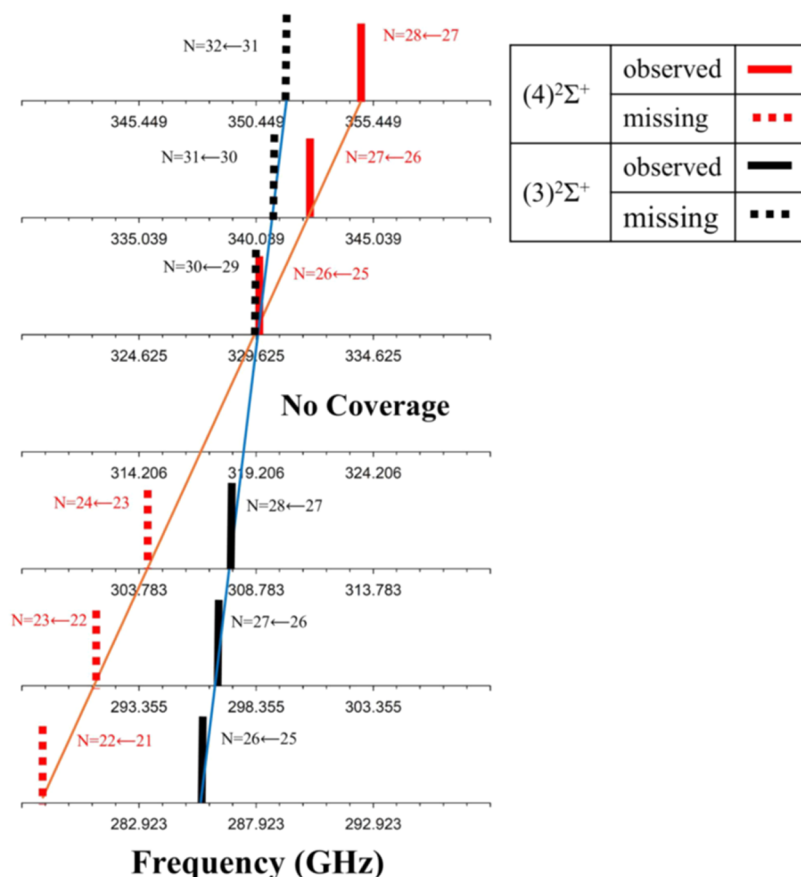 N=32←31
N=28←27
345.449
350.449
355.449
N=31←30
N=27←26
335.039
340.039
345.039
N=30←29
N=26←25
324.625
329.625
334.625
No Coverage
314.206
319.206
324.206
N=24←23
N=28←27
303.783
308.783
313.783
N=23←22
N=27←26
293.355
298.355
303.355
N=22←21
N=26←25
282.923
287.923
292.923
Frequency (GHz)
(4)²Σ⁺
observed
missing
(3)²Σ⁺
observed
missing